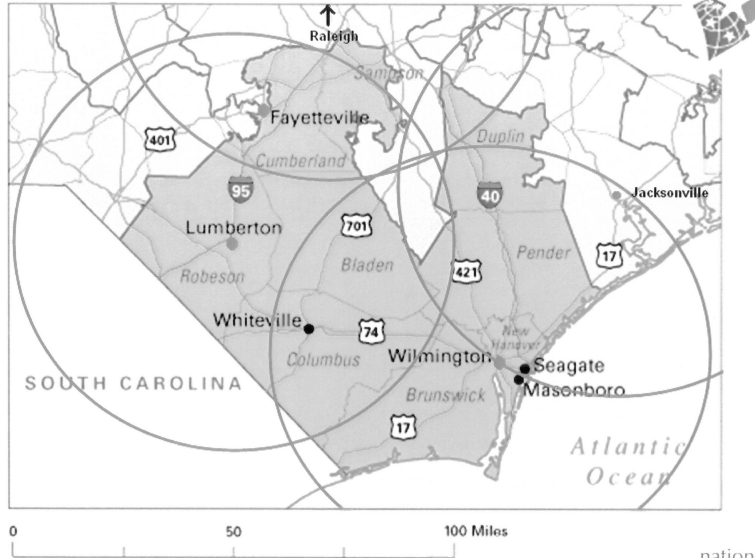 Raleigh
Sampson
Fayetteville
Duplin
401
Cumberland
95
40
Jacksonville
Lumberton
701
Pender
17
Robeson
Bladen
421
Whiteville
74
New
Hanover
Columbus
Wilmington
Seagate
Masonboro
SOUTH CAROLINA
Brunswick
17
Atlantic
Ocean
0 50 100 Miles
nation